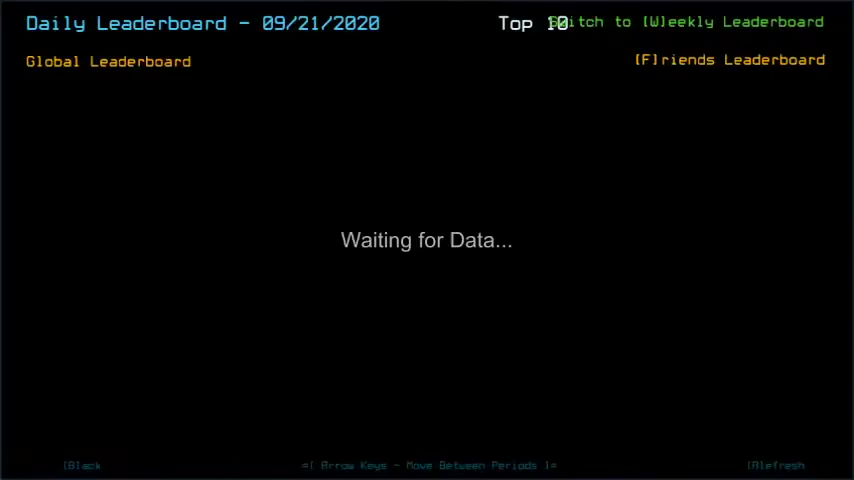 Daily Leaderboard - 09/21/2020
Top 10
Switch to [W]eekly Leaderboard
Global Leaderboard
[F]riends Leaderboard
Waiting for Data...
[B]ack
=[ Arrow Keys - Move Between Periods ]=
[R]efresh